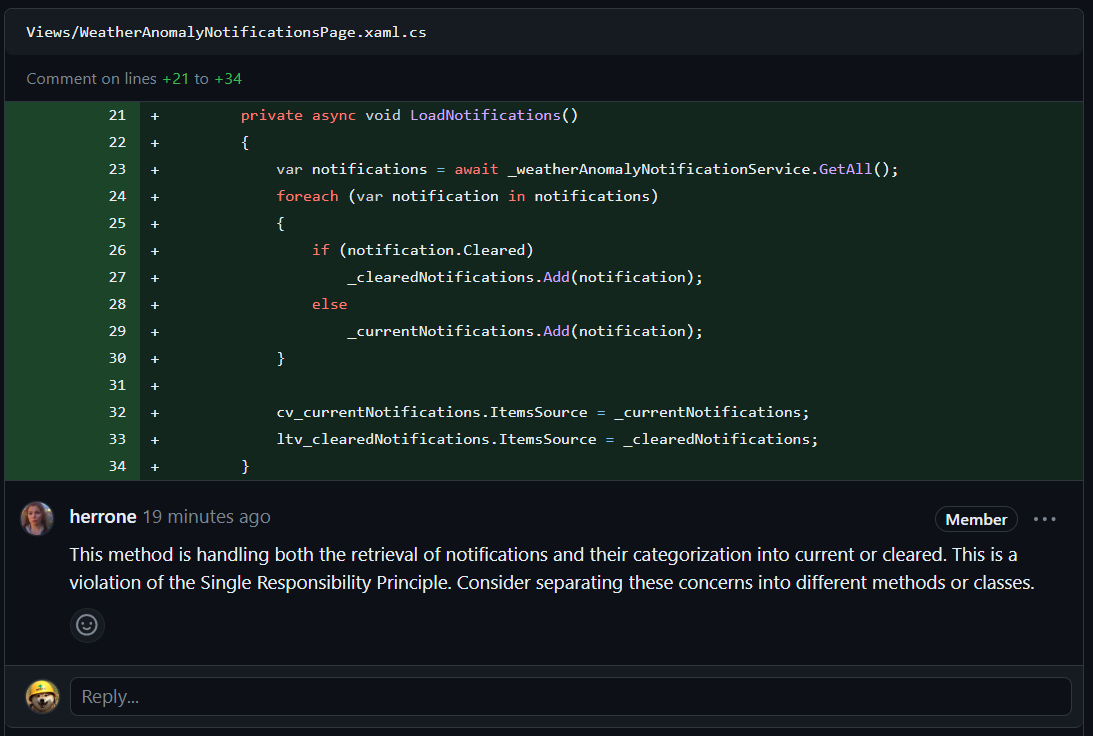 Views/WeatherAnomalyNotificationsPage.xaml.cs
Comment on lines +21 to +34
21 + private async void LoadNotifications()
22 + {
23 + var notifications = await _weatherAnomalyNotificationService.GetAll();
24 + foreach (var notification in notifications)
25 + {
26 + if (notification.Cleared)
27 + _clearedNotifications.Add(notification);
28 + else
29 + _currentNotifications.Add(notification);
30 + }
31 +
32 + cv_currentNotifications.ItemsSource = _currentNotifications;
33 + ltv_clearedNotifications.ItemsSource = _clearedNotifications;
34 + }
herrone 19 minutes ago Member
This method is handling both the retrieval of notifications and their categorization into current or cleared. This is a
violation of the Single Responsibility Principle. Consider separating these concerns into different methods or classes.
Reply...